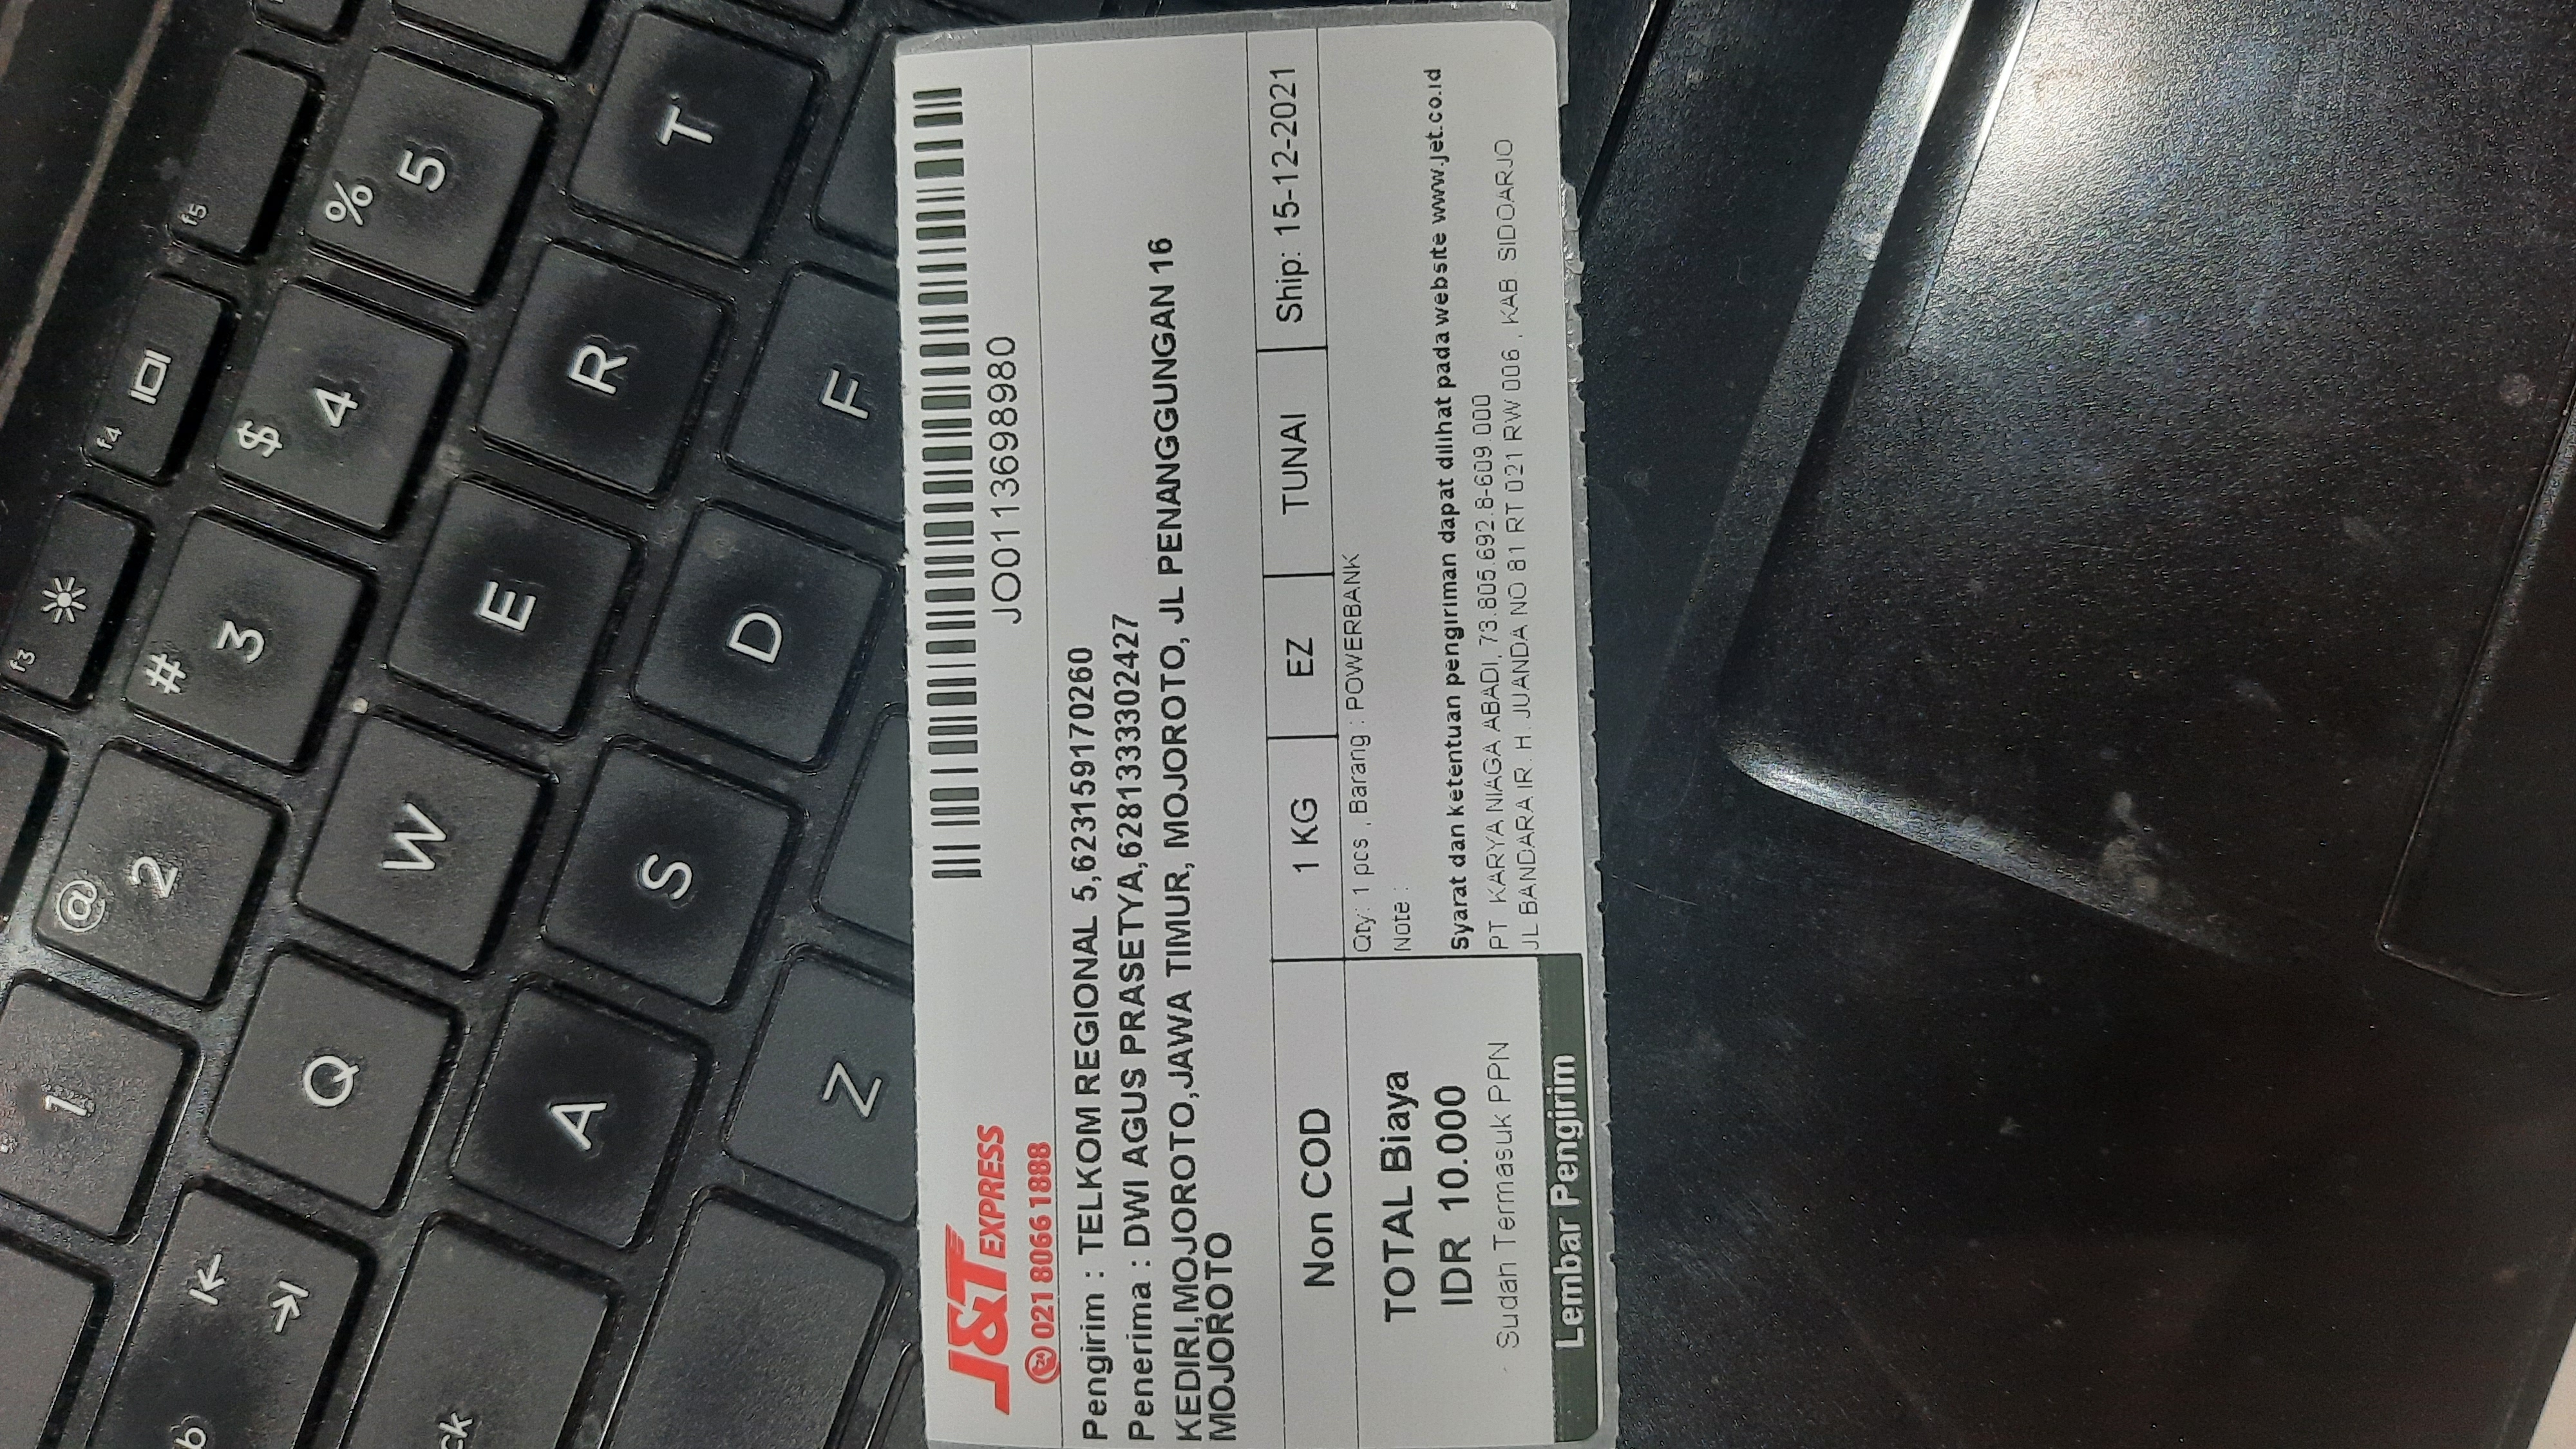 f3
1
@
2
f4
#
3
f5
b
$
4
Q
%
5
W
ck
E
A
R
S
T
D
Z
F
J&T EXPRESS
24 021 8066 1888
JO0113698980
Pengirim : TELKOM REGIONAL 5,623159170260
Penerima : DWI AGUS PRASETYA,6281333302427
KEDIRI,MOJOROTO,JAWA TIMUR, MOJOROTO, JL PENANGGUNGAN 16
MOJOROTO
Non COD
1 KG
EZ
TUNAI
Ship: 15-12-2021
TOTAL Biaya
IDR 10.000
Sudah Termasuk PPN
Lembar Pengirim
Qty: 1 pcs , Barang : POWERBANK
Note :
Syarat dan ketentuan pengiriman dapat dilihat pada website www.jet.co.id
PT KARYA NIAGA ABADI, 73.805.692.8-609.000
JL BANDARA IR. H. JUANDA NO 81 RT 021 RW 006 , KAB. SIDOARJO